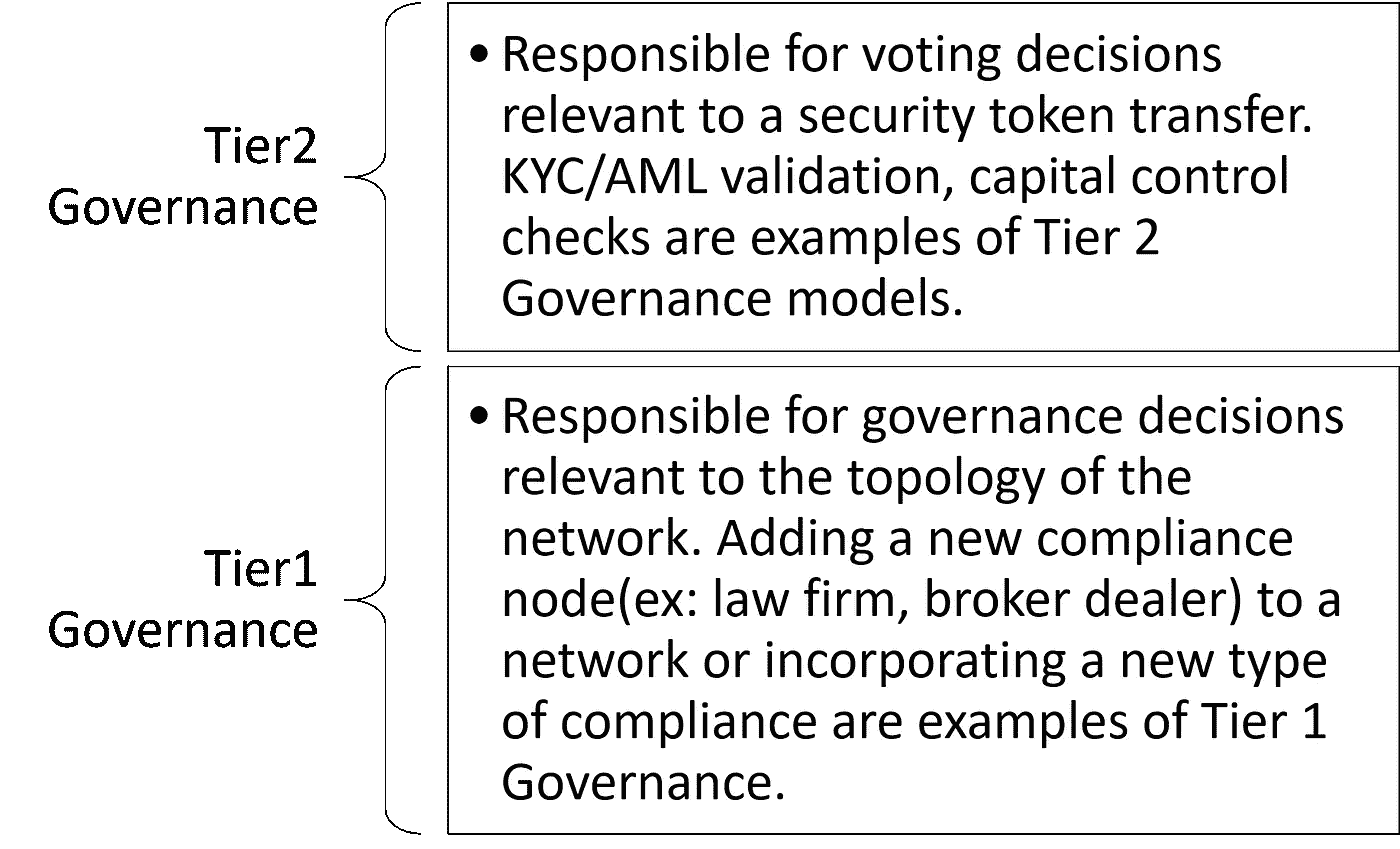 Tier2
Governance
• Responsible for voting decisions
relevant to a security token transfer.
KYC/AML validation, capital control
checks are examples of Tier 2
Governance models.
Tier1
Governance
• Responsible for governance decisions
relevant to the topology of the
network. Adding a new compliance
node(ex: law firm, broker dealer) to a
network or incorporating a new type
of compliance are examples of Tier 1
Governance.